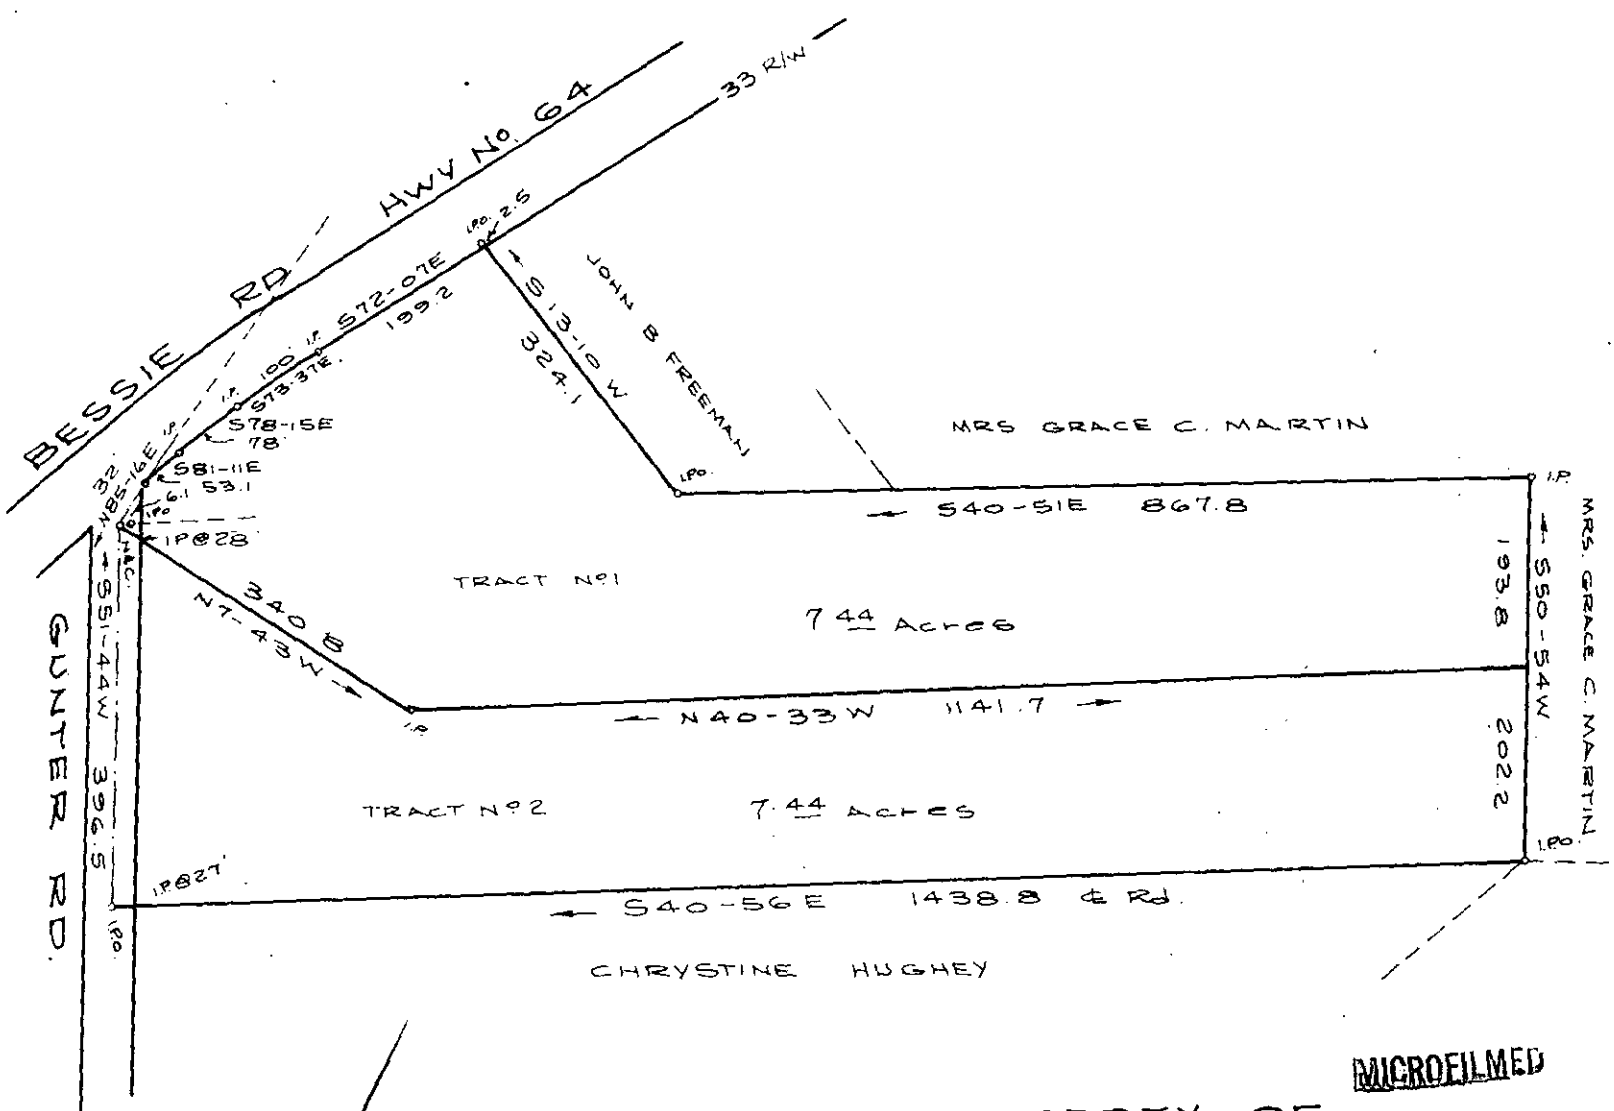 33 R/W
HWY No. 64
BESSIE RD
I.P.O. 2.5
S72-07E
199.2
I.P.
100
S73-37E.
I.P.
S78-15E
78
I.P.
S81-11E
53.1
N85-16E
32
6.1
I.P.O
IP@28
N&C.
S13-10 W
324.1
JOHN B FREEMAN
I.P.O.
MRS GRACE C. MARTIN
S40-51E 867.8
I.P.
MRS. GRACE C. MARTIN
193.8
S50-54W
202.2
I.P.O.
TRACT No 1
7 44 Acres
340 8
N7-43W
I.P.
N40-33W 1141.7
S51-44W 396.5
GUNTER RD.
TRACT No 2
7.44 Acres
I.P.@27'
I.P.O.
S40-56E 1438.8 ℄ Rd.
CHRYSTINE HUGHEY
MICROFILMED